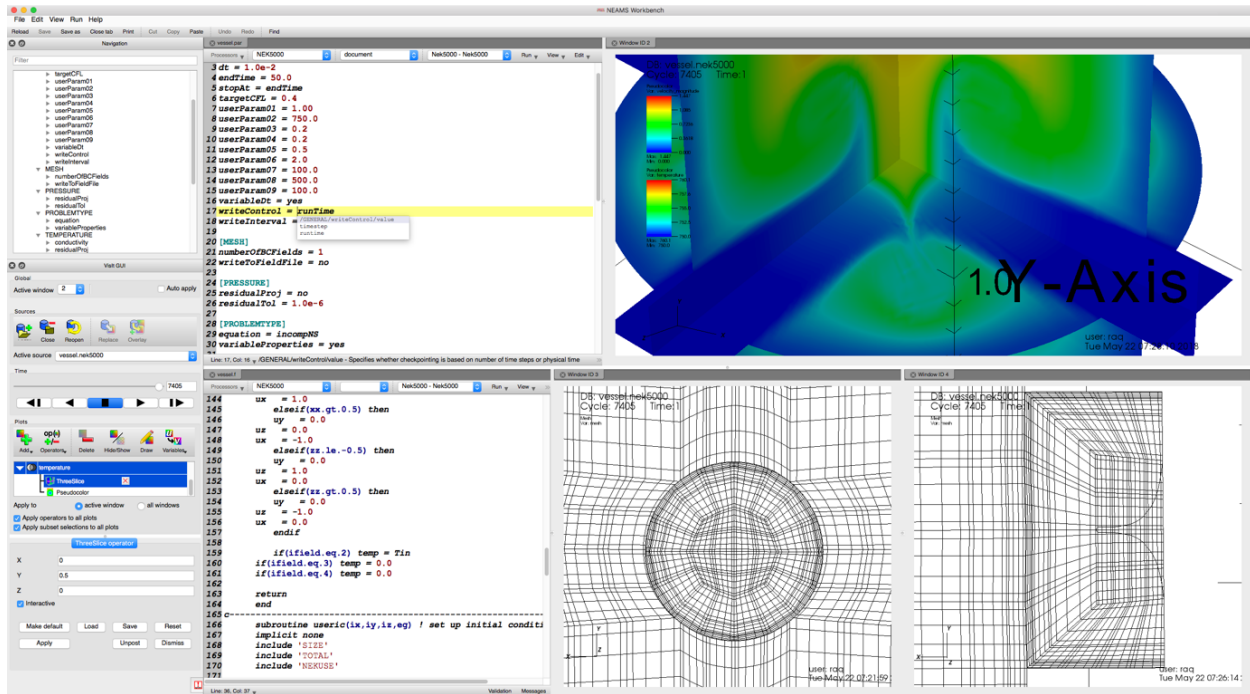 NEAMS Workbench
File Edit View Run Help
Reload Save Save as Close tab Print Cut Copy Paste Undo Redo Find
Navigation
Filter
targetCFL
userParam01
userParam02
userParam03
userParam04
userParam05
userParam06
userParam07
userParam08
userParam09
variableDt
writeControl
writeInterval
MESH
numberOfBCFields
writeToFieldFile
PRESSURE
residualProj
residualTol
PROBLEMTYPE
equation
variableProperties
TEMPERATURE
conductivity
residualProj
VisIt GUI
Global
Active window 2 Auto apply
Sources
Close Reopen Replace Overlay
Active source vessel.nek5000
Time
7405
Plots
Add Operators Delete Hide/Show Draw Variables
temperature
ThreeSlice
Pseudocolor
Apply to active window all windows
Apply operators to all plots
Apply subset selections to all plots
ThreeSlice operator
X 0
Y 0.5
Z 0
Interactive
Make default Load Save Reset
Apply Unpost Dismiss
vessel.par
Processors NEK5000 document Nek5000 - Nek5000 Run View Edit
3 dt = 1.0e-2
4 endTime = 50.0
5 stopAt = endTime
6 targetCFL = 0.4
7 userParam01 = 1.00
8 userParam02 = 750.0
9 userParam03 = 0.2
10 userParam04 = 0.2
11 userParam05 = 0.5
12 userParam06 = 2.0
13 userParam07 = 100.0
14 userParam08 = 500.0
15 userParam09 = 100.0
16 variableDt = yes
17 writeControl = runTime
18 writeInterval =
/GENERAL/writeControl/value
timestep
runtime
19
20 [MESH]
21 numberOfBCFields = 1
22 writeToFieldFile = no
23
24 [PRESSURE]
25 residualProj = no
26 residualTol = 1.0e-6
27
28 [PROBLEMTYPE]
29 equation = incompNS
30 variableProperties = yes
Line: 17, Col: 16 /GENERAL/writeControl/value - Specifies whether checkpointing is based on number of time steps or physical time
vessel.f
Processors NEK5000 Nek5000 - Nek5000 Run View
144 ux = 1.0
145 elseif(xx.gt.0.5) then
146 uy = 0.0
147 uz = 0.0
148 ux = -1.0
149 elseif(zz.le.-0.5) then
150 uy = 0.0
151 uz = 1.0
152 ux = 0.0
153 elseif(zz.gt.0.5) then
154 uy = 0.0
155 uz = -1.0
156 ux = 0.0
157 endif
158
159 if(ifield.eq.2) temp = Tin
160 if(ifield.eq.3) temp = 0.0
161 if(ifield.eq.4) temp = 0.0
162
163 return
164 end
165 c-----------------------------------
166 subroutine useric(ix,iy,iz,eg) ! set up initial conditi
167 implicit none
168 include 'SIZE'
169 include 'TOTAL'
170 include 'NEKUSE'
171
Line: 36, Col: 37 Validation Messages
Window ID 2
DB: vessel.nek5000
Cycle: 7405 Time:1
Pseudocolor
Pseudocolor
Var: temperature
1.0
Y-Axis
user: raq
Window ID 3
DB: vessel.nek5000
Cycle: 7405 Time:1
Mesh
Var: mesh
Y
X
Z
user: raq
Tue May 22 07:21:59
Window ID 4
DB: vessel.nek5000
Cycle: 7405 Time:1
Mesh
Var: mesh
Y
X
Z
user: raq
Tue May 22 07:26:14